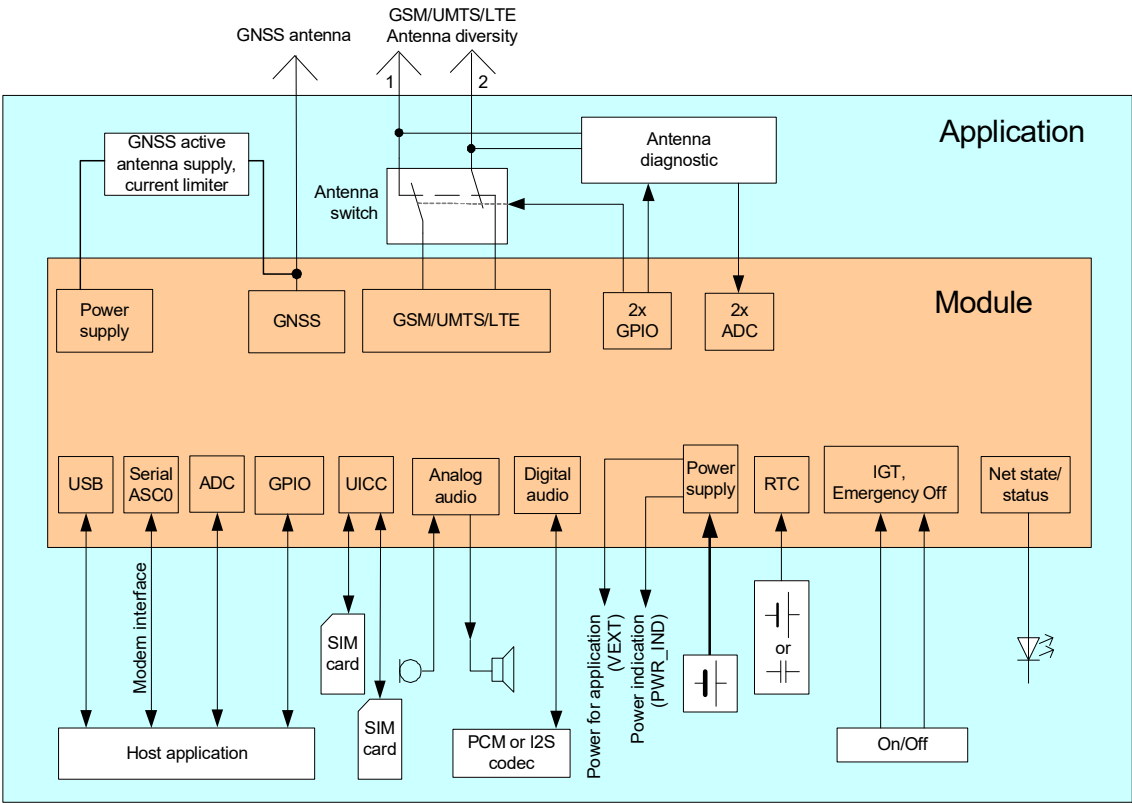 GSM/UMTS/LTE
Antenna diversity
GNSS antenna
1
2
Application
GNSS active
antenna supply,
current limiter
Antenna
diagnostic
Antenna
switch
Module
Power
supply
GNSS
GSM/UMTS/LTE
2x
GPIO
2x
ADC
USB
Serial
ASC0
ADC
GPIO
UICC
Analog
audio
Digital
audio
Power
supply
RTC
IGT,
Emergency Off
Net state/
status
Modem interface
SIM
card
SIM
card
Power for application
(VEXT)
Power indication
(PWR_IND)
or
Host application
PCM or I2S
codec
On/Off